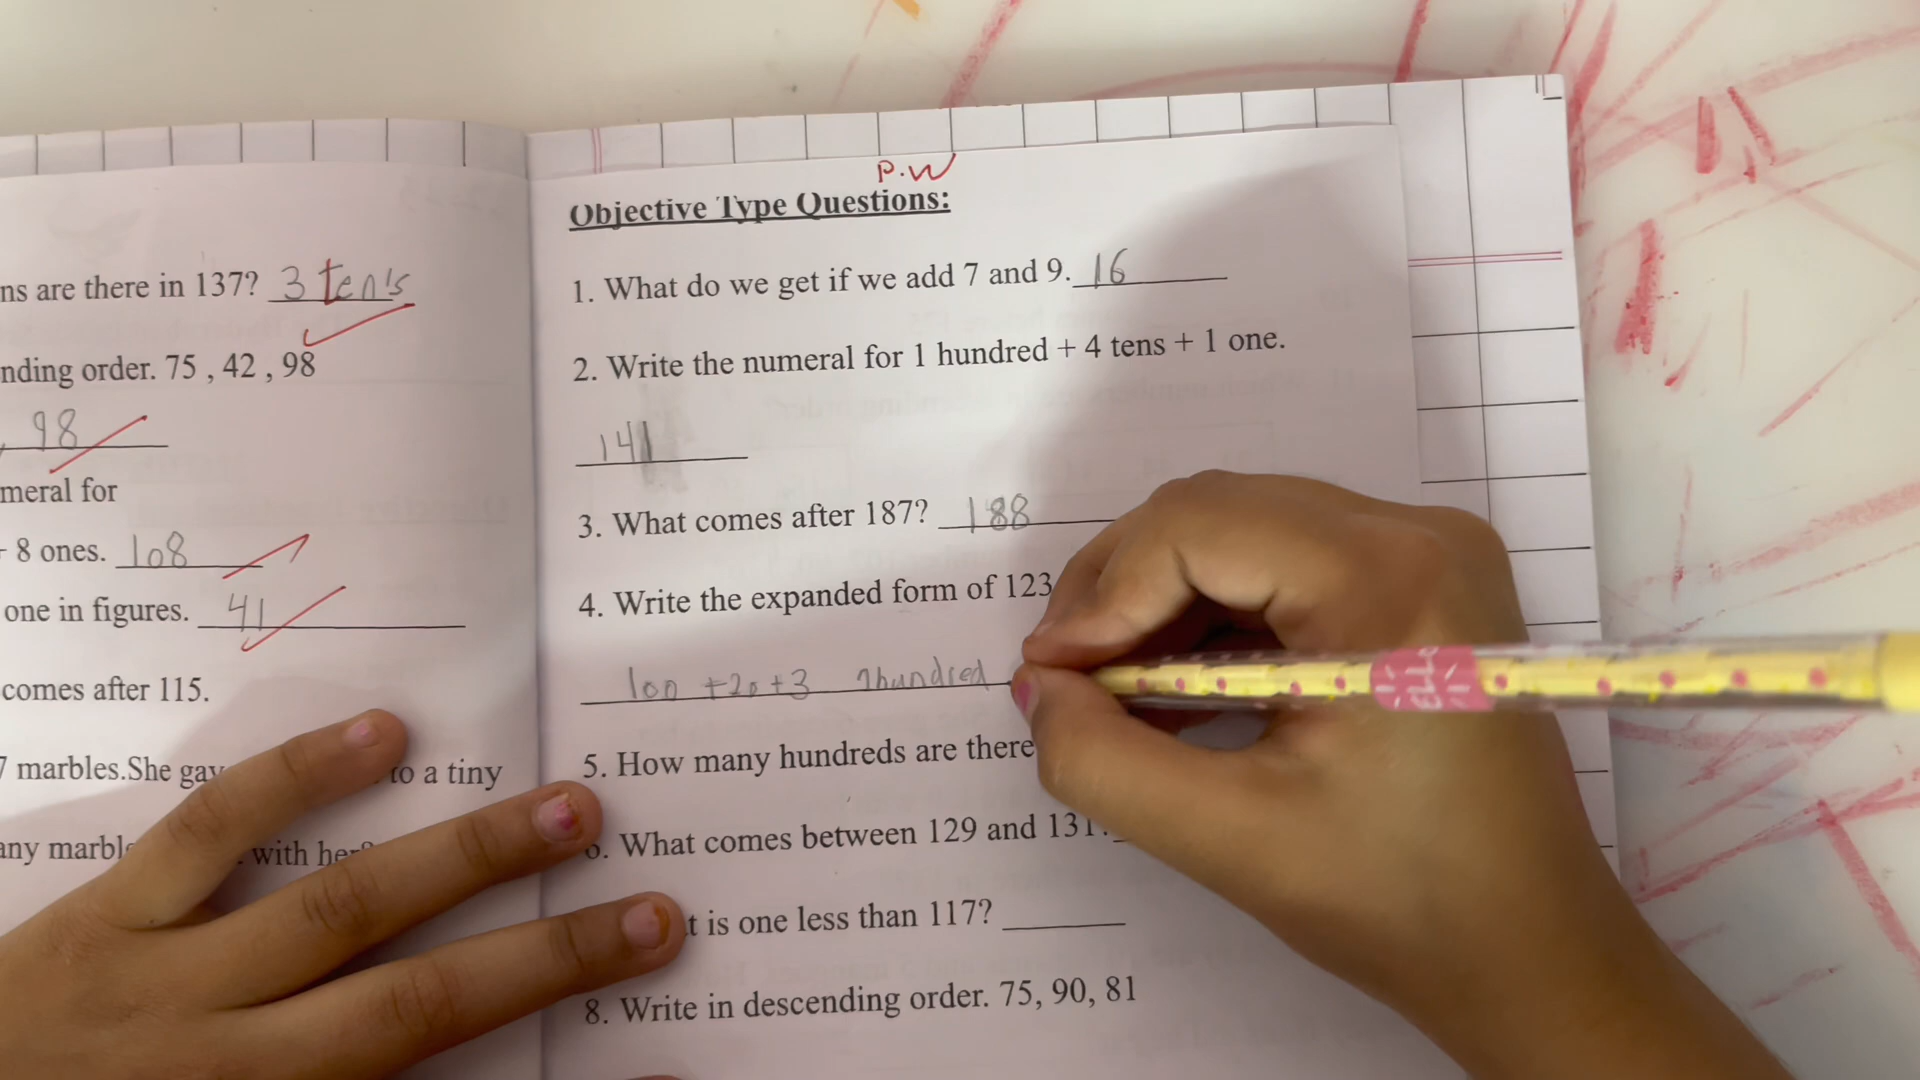 ns are there in 137? 3 ten's
nding order. 75 , 42 , 98
98
meral for
8 ones. 108
one in figures. 41
comes after 115.
7 marbles.She to a tiny
any with
P.W
Objective Type Questions:
1. What do we get if we add 7 and 9. 16
2. Write the numeral for 1 hundred + 4 tens + 1 one.
141
3. What comes after 187? 188
4. Write the expanded form of 123
100 +20+3 1hundred
5. How many hundreds are there
6. What comes between 129 and 131.
t is one less than 117?
8. Write in descending order. 75, 90, 81